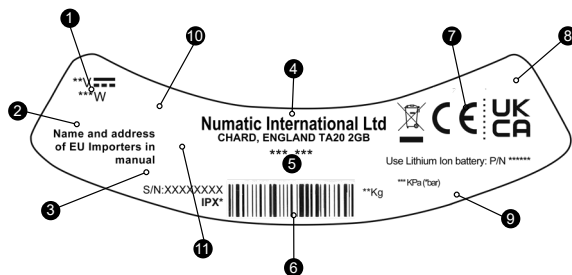 1
10
7
8
4
**V
***W
2
Name and address
of EU Importers in
manual
Numatic International Ltd
CHARD, ENGLAND TA20 2GB
***_***
CE
UK
CA
5
Use Lithium Ion battery: P/N ******
3
S/N:XXXXXXXX
IPX*
**Kg
*** KPa (*bar)
11
6
9